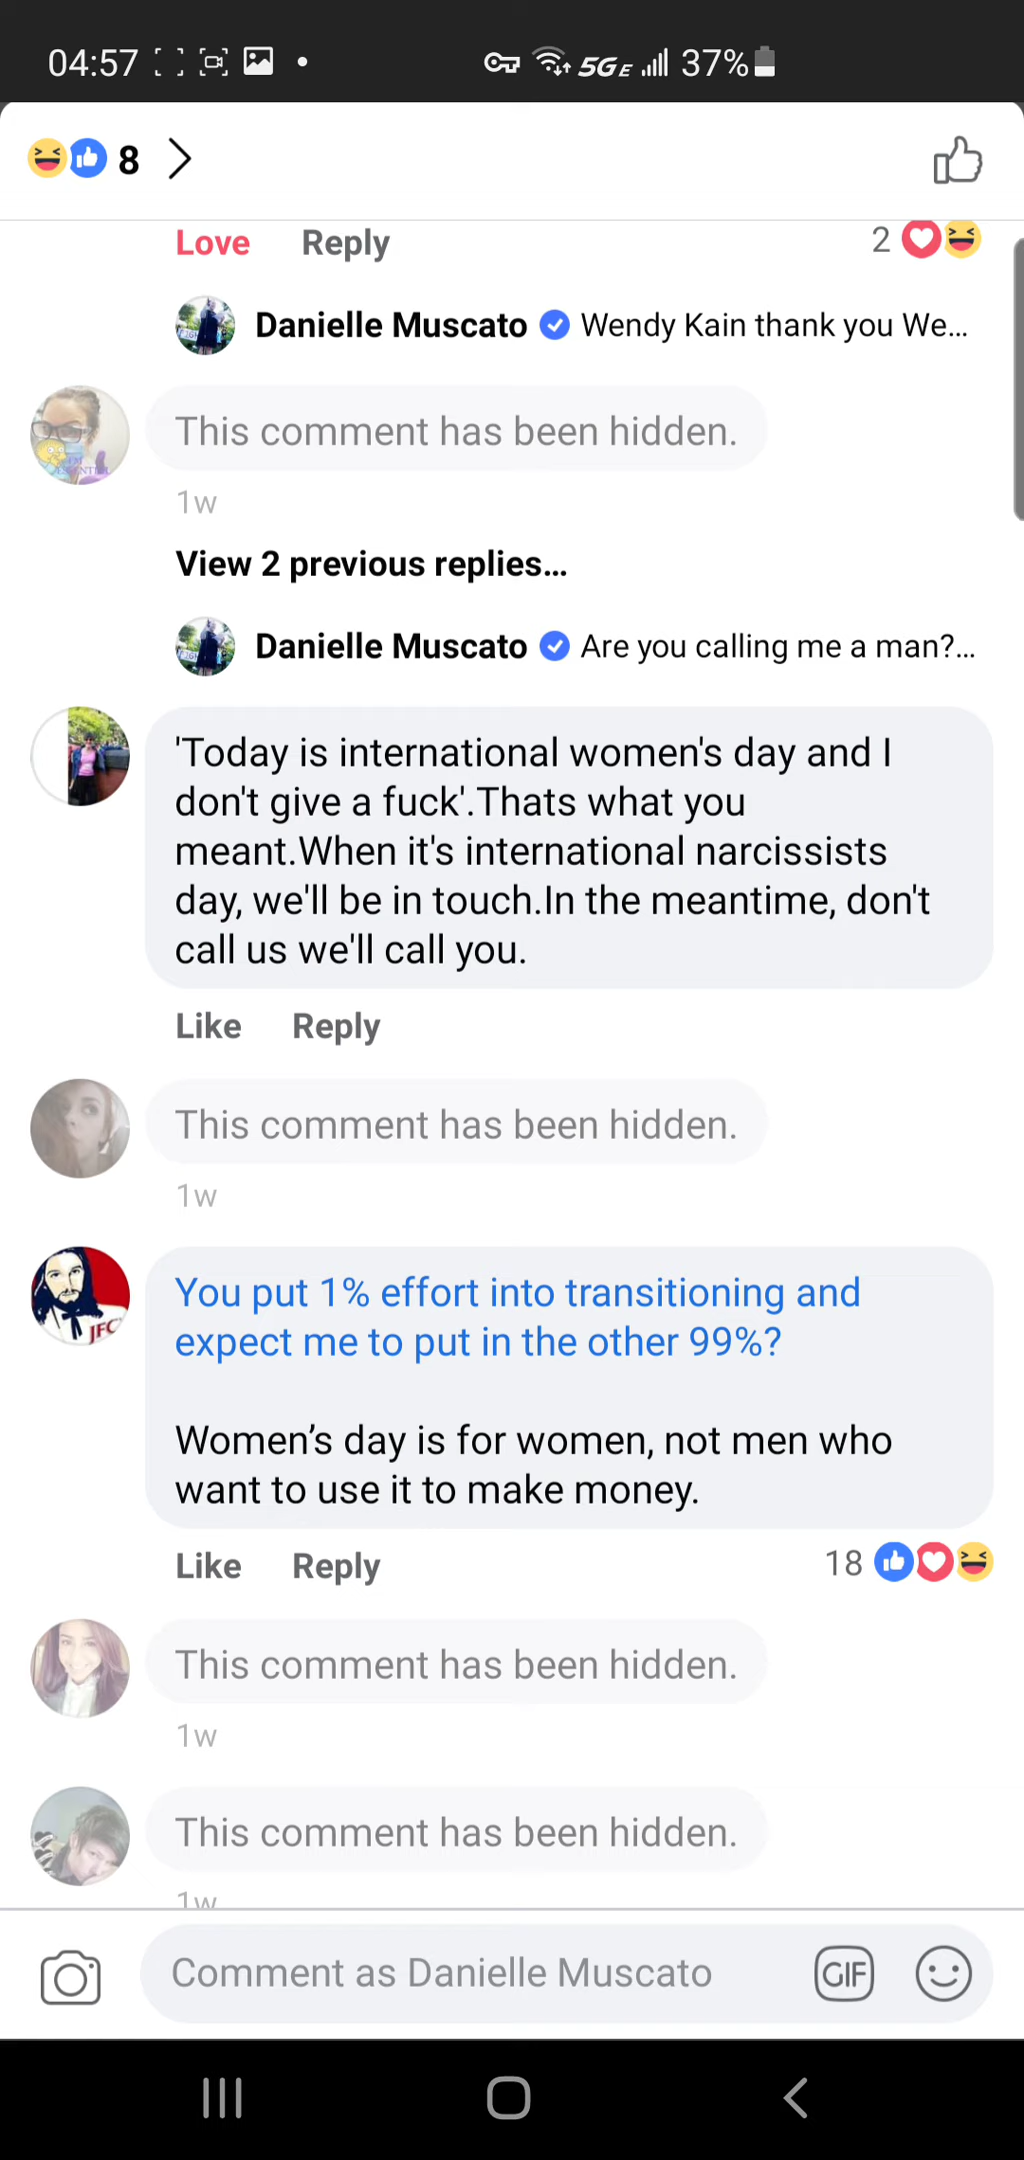 04:57 5GE 37%
8
Love Reply 2
Danielle Muscato Wendy Kain thank you We...
This comment has been hidden.
1w
View 2 previous replies...
Danielle Muscato Are you calling me a man?...
'Today is international women's day and I
don't give a fuck'.Thats what you
meant.When it's international narcissists
day, we'll be in touch.In the meantime, don't
call us we'll call you.
Like Reply
This comment has been hidden.
1w
JFC
You put 1% effort into transitioning and
expect me to put in the other 99%?
Women’s day is for women, not men who
want to use it to make money.
Like Reply 18
This comment has been hidden.
1w
This comment has been hidden.
1w
Comment as Danielle Muscato GIF